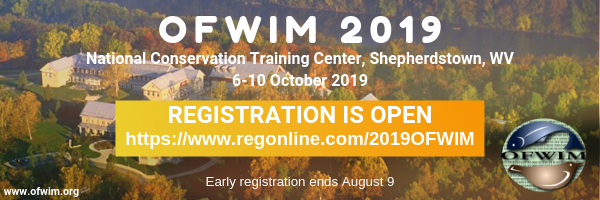 OFWIM 2019
National Conservation Training Center, Shepherdstown, WV
6-10 October 2019
REGISTRATION IS OPEN
https://www.regonline.com/2019OFWIM
OFWIM
Early registration ends August 9
www.ofwim.org